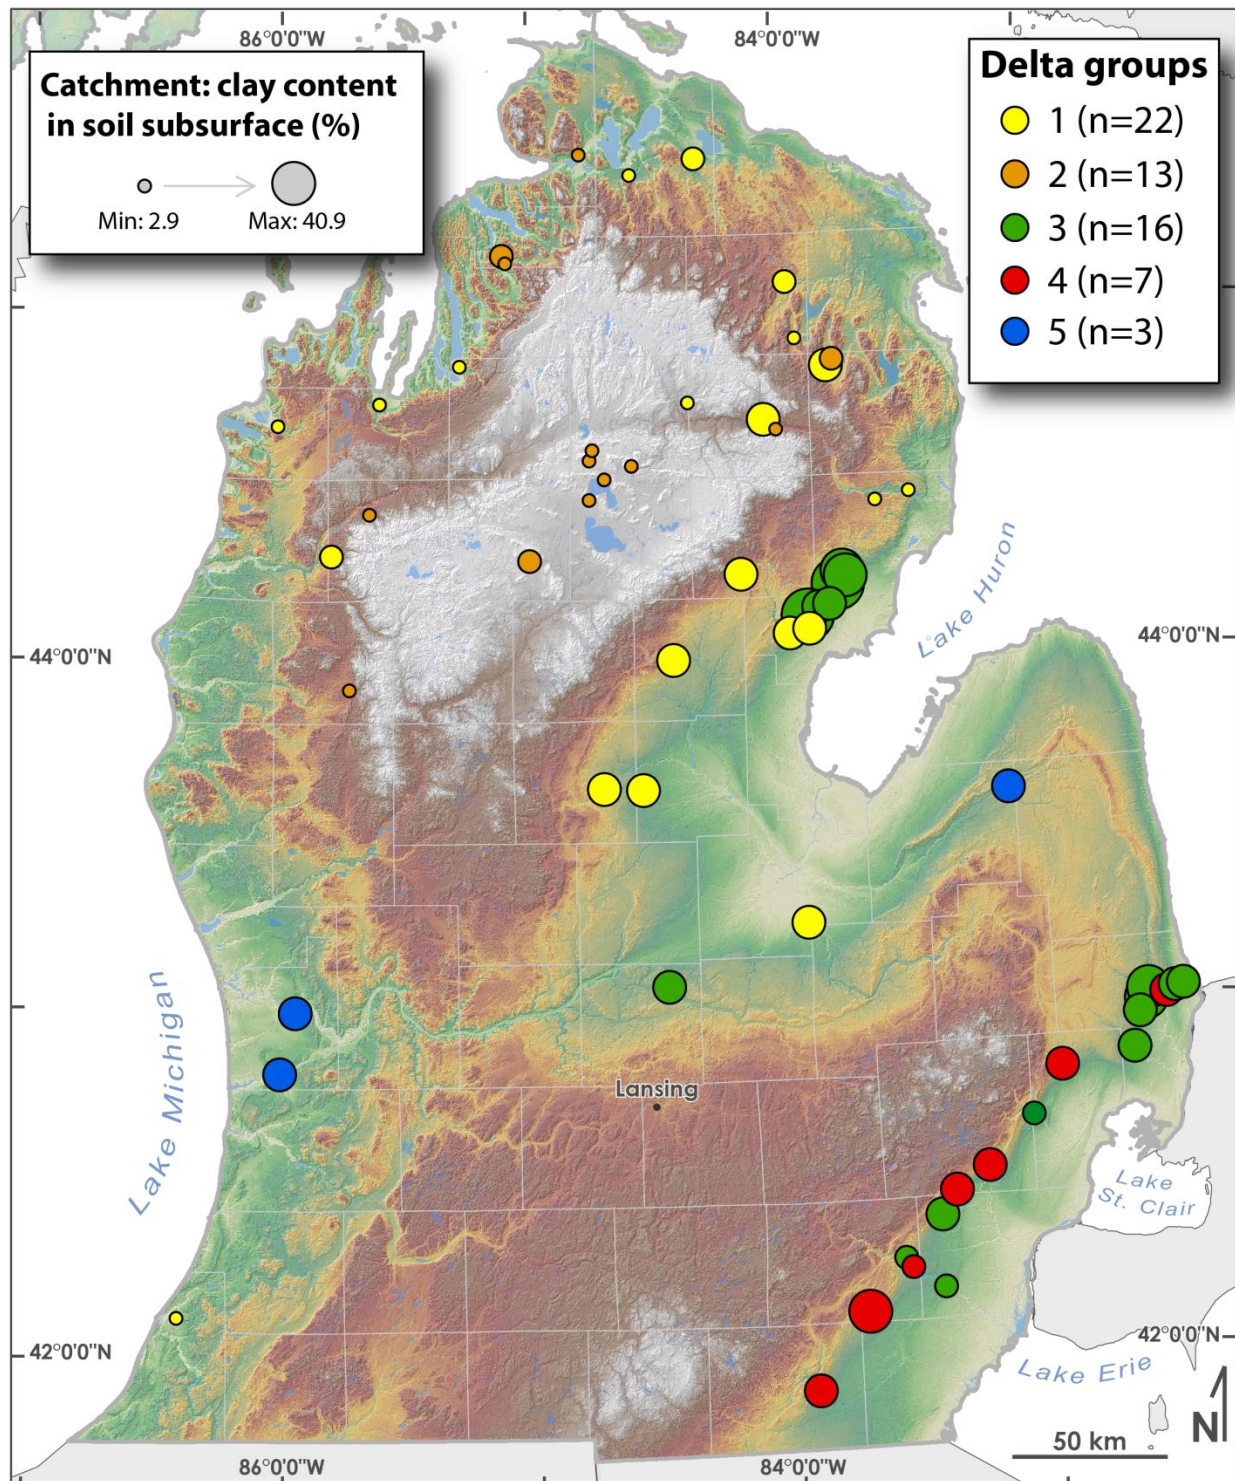 86°0'0"W
84°0'0"W
Catchment: clay content
in soil subsurface (%)
Min: 2.9
Max: 40.9
Delta groups
1 (n=22)
2 (n=13)
3 (n=16)
4 (n=7)
5 (n=3)
Lake Huron
44°0'0"N
44°0'0"N
Lake Michigan
Lansing
Lake
St. Clair
42°0'0"N
42°0'0"N
Lake Erie
N
50 km
86°0'0"W
84°0'0"W